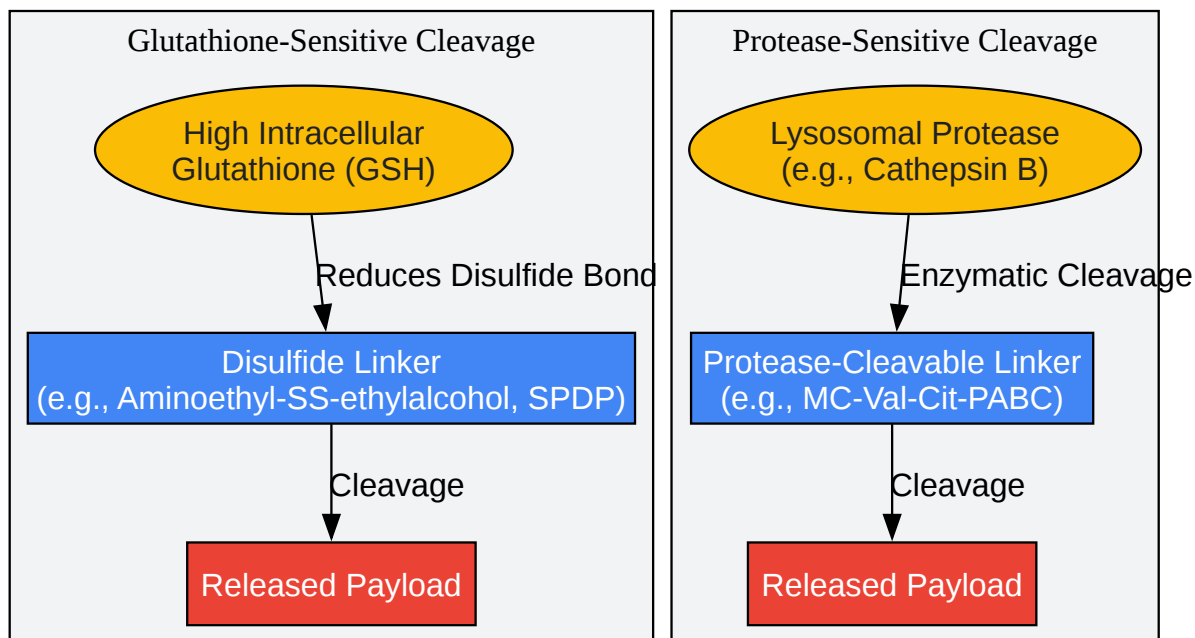 Glutathione-Sensitive Cleavage
High Intracellular
Glutathione (GSH)
Reduces Disulfide Bond
Disulfide Linker
(e.g., Aminoethyl-SS-ethylalcohol, SPDP)
Cleavage
Released Payload
Protease-Sensitive Cleavage
Lysosomal Protease
(e.g., Cathepsin B)
Enzymatic Cleavage
Protease-Cleavable Linker
(e.g., MC-Val-Cit-PABC)
Cleavage
Released Payload